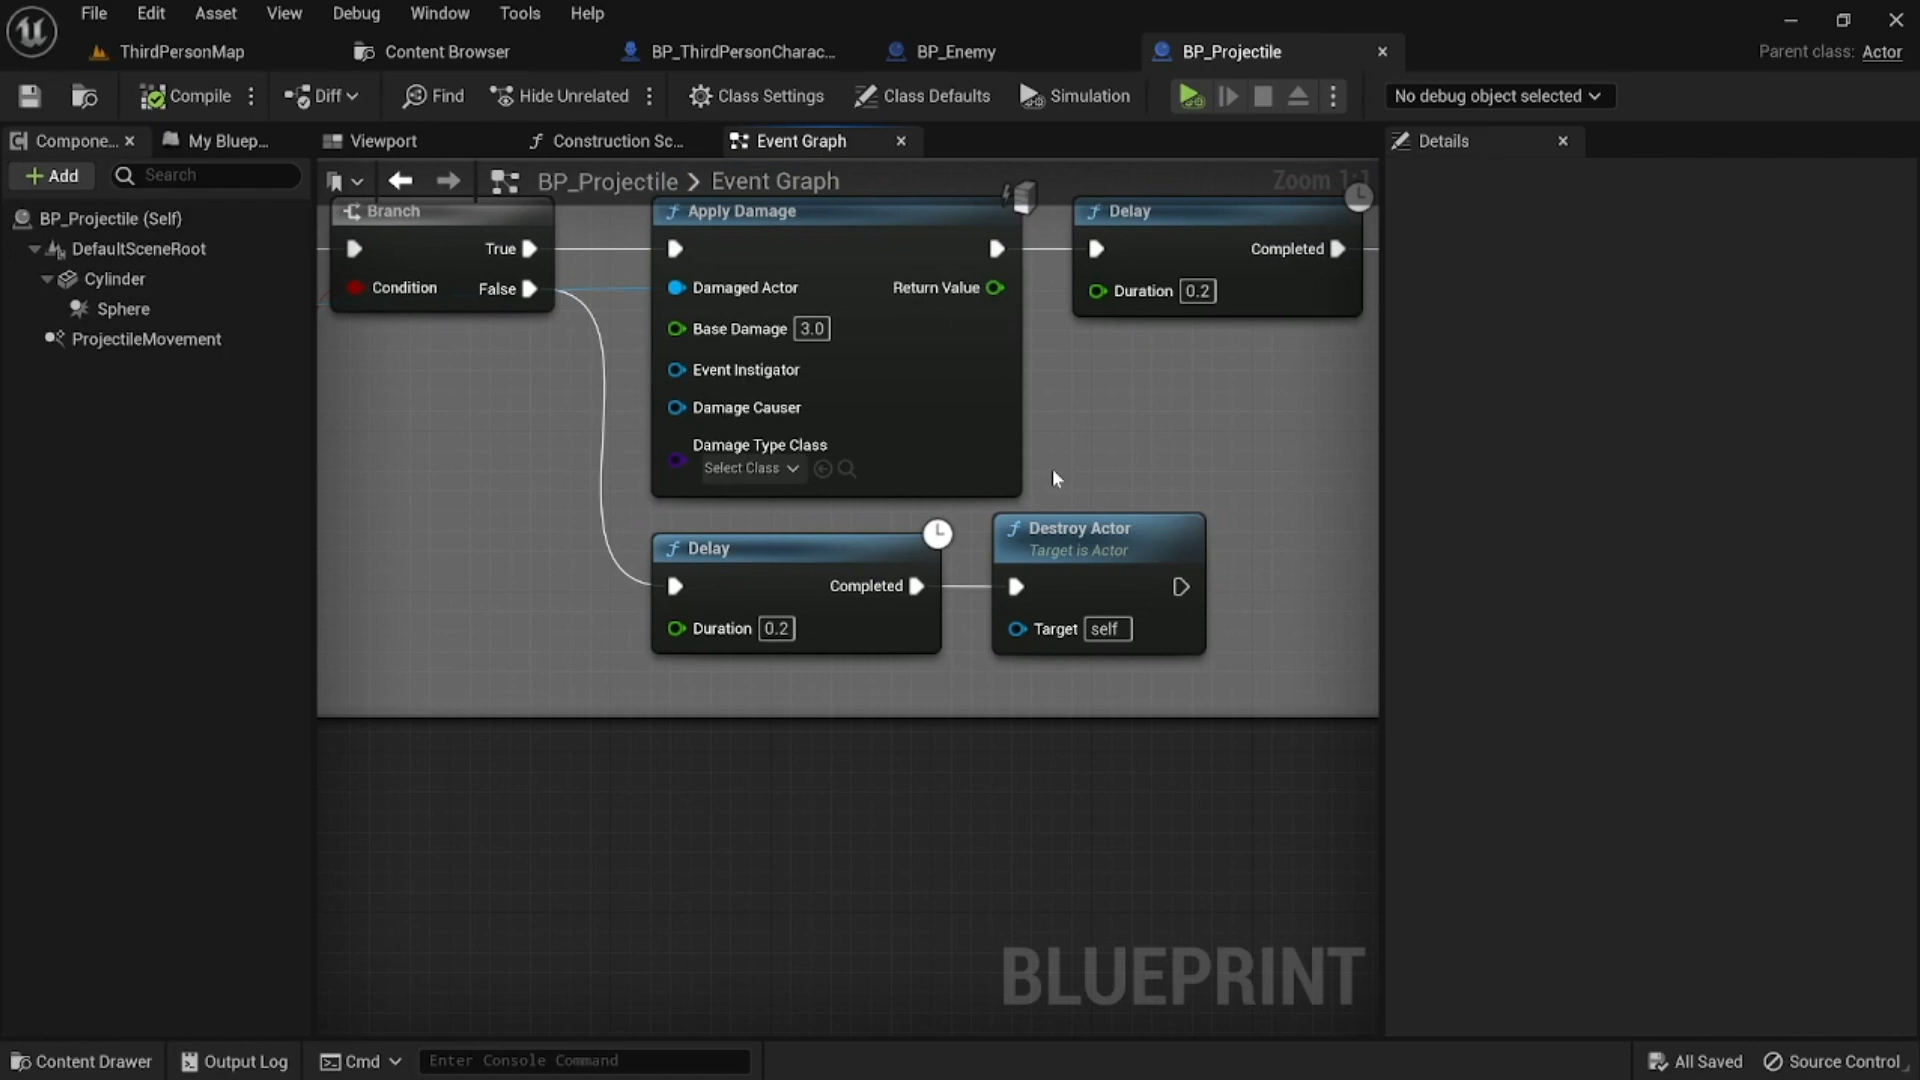 File Edit Asset View Debug Window Tools Help
ThirdPersonMap Content Browser BP_ThirdPersonCharac... BP_Enemy BP_Projectile Parent class: Actor
Compile Diff Find Hide Unrelated Class Settings Class Defaults Simulation No debug object selected
Compone... My Bluep... Viewport Construction Sc... Event Graph Details
Add Search BP_Projectile > Event Graph Zoom 1:1
BP_Projectile (Self)
DefaultSceneRoot
Cylinder
Sphere
ProjectileMovement
Branch
True
Condition False
Apply Damage
Damaged Actor Return Value
Base Damage 3.0
Event Instigator
Damage Causer
Damage Type Class
Select Class
Delay
Completed
Duration 0.2
Delay
Completed
Duration 0.2
Destroy Actor
Target is Actor
Target self
BLUEPRINT
Content Drawer Output Log Cmd Enter Console Command All Saved Source Control